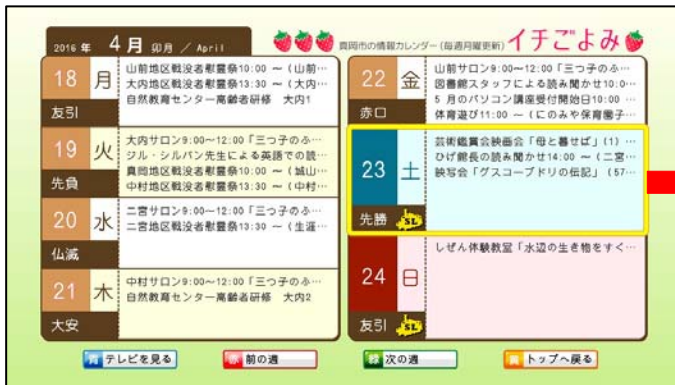 2016 年 4 月 卯月 / April
真岡市の情報カレンダー(毎週月曜更新) イチごよみ
18 月 友引
山前地区戦没者慰霊祭10:00 ~(山前…
大内地区戦没者慰霊祭13:30 ~(大内…
自然教育センター高齢者研修 大内1
19 火 先負
大内サロン9:00~12:00「三つ子のふ…
ジル・シルバン先生による英語での読…
真岡地区戦没者慰霊祭10:00 ~(城山…
中村地区戦没者慰霊祭13:30 ~(中村…
20 水 仏滅
二宮サロン9:00~12:00「三つ子のふ…
二宮地区戦没者慰霊祭13:30 ~(生涯…
21 木 大安
中村サロン9:00~12:00「三つ子のふ…
自然教育センター高齢者研修 大内2
22 金 赤口
山前サロン9:00~12:00「三つ子のふ…
図書館スタッフによる読み聞かせ10:0…
5 月のパソコン講座受付開始日10:00 …
体育遊び11:00 ~(にのみや保育園子…
23 土 先勝 SL
芸術鑑賞会映画会「母と暮せば」(1) …
ひげ館長の読み聞かせ14:00 ~(二宮…
映写会「グスコーブドリの伝記」(57…
24 日 友引 SL
しぜん体験教室「水辺の生き物をすく…
青 テレビを見る
赤 前の週
緑 次の週
黄 トップへ戻る